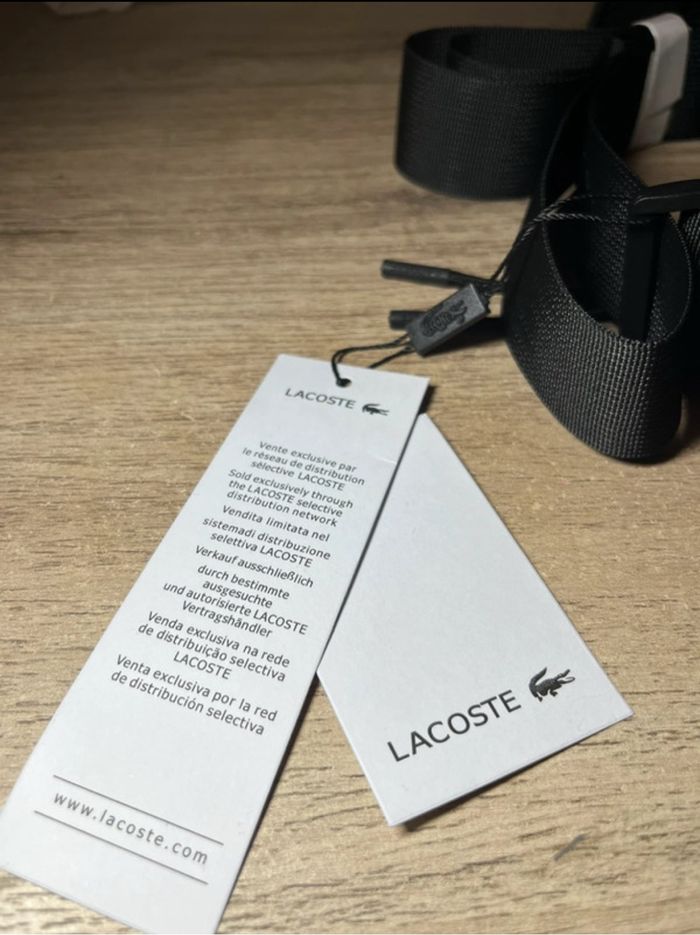 LACOSTE
Vente exclusive par
le réseau de distribution
sélective LACOSTE
Sold exclusively through
the LACOSTE selective
distribution network
Vendita limitata nel
sistemadi distribuzione
selettiva LACOSTE
Verkauf ausschließlich
durch bestimmte
ausgesuchte
und autorisierte LACOSTE
Vertragshändler
Venda exclusiva na rede
de distribuição selectiva
LACOSTE
Venta exclusiva por la red
de distribución selectiva
www.lacoste.com
LACOSTE